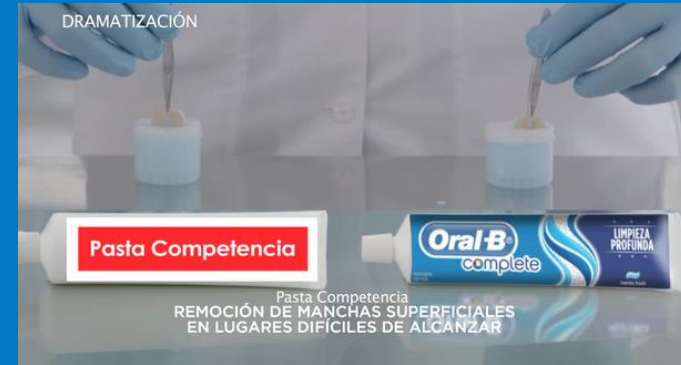 DRAMATIZACIÓN
Pasta Competencia
Oral-B
complete
LIMPIEZA
PROFUNDA
Pasta Competencia
REMOCIÓN DE MANCHAS SUPERFICIALES
EN LUGARES DIFÍCILES DE ALCANZAR